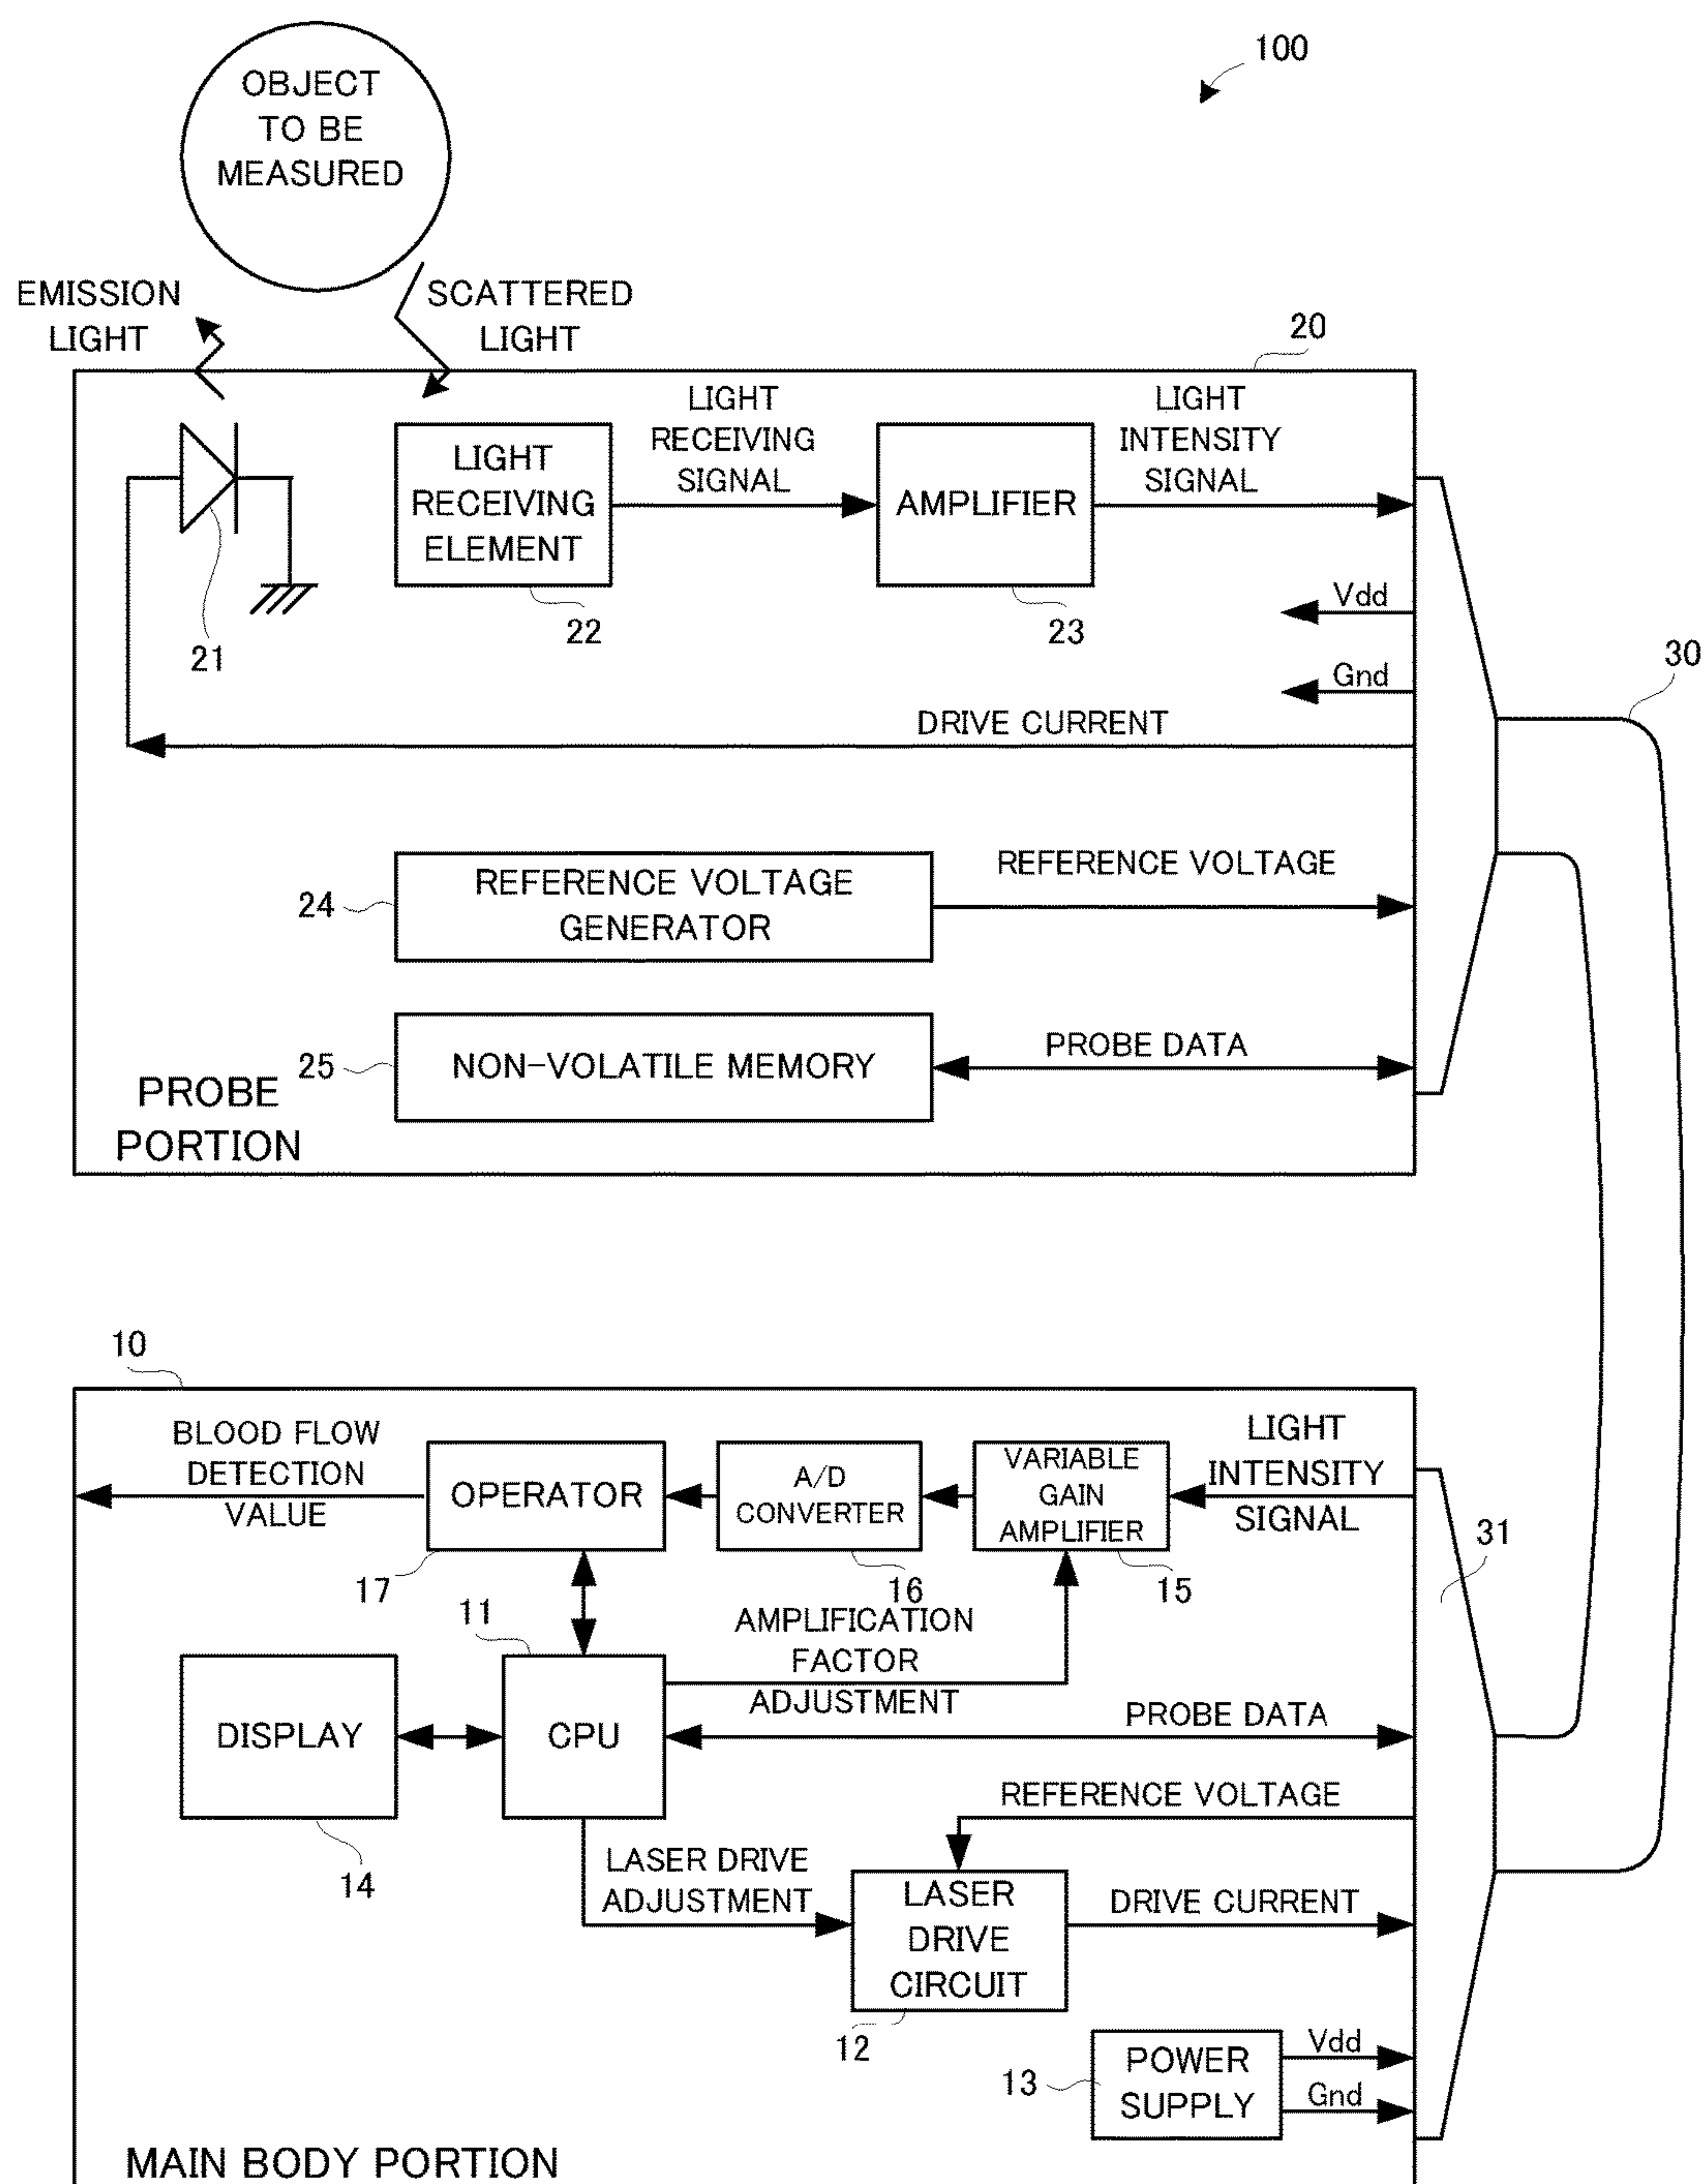 100
OBJECT
TO BE
MEASURED
EMISSION
LIGHT
SCATTERED
LIGHT
20
LIGHT
RECEIVING
SIGNAL
LIGHT
INTENSITY
SIGNAL
LIGHT
RECEIVING
ELEMENT
AMPLIFIER
21
22
23
Vdd
Gnd
30
DRIVE CURRENT
24
REFERENCE VOLTAGE
GENERATOR
REFERENCE VOLTAGE
25
NON-VOLATILE MEMORY
PROBE DATA
PROBE
PORTION
10
BLOOD FLOW
DETECTION
VALUE
OPERATOR
A/D
CONVERTER
VARIABLE
GAIN
AMPLIFIER
LIGHT
INTENSITY
SIGNAL
31
17
16
15
11
AMPLIFICATION
FACTOR
ADJUSTMENT
DISPLAY
CPU
PROBE DATA
REFERENCE VOLTAGE
14
LASER DRIVE
ADJUSTMENT
LASER
DRIVE
CIRCUIT
DRIVE CURRENT
12
13
POWER
SUPPLY
Vdd
Gnd
MAIN BODY PORTION